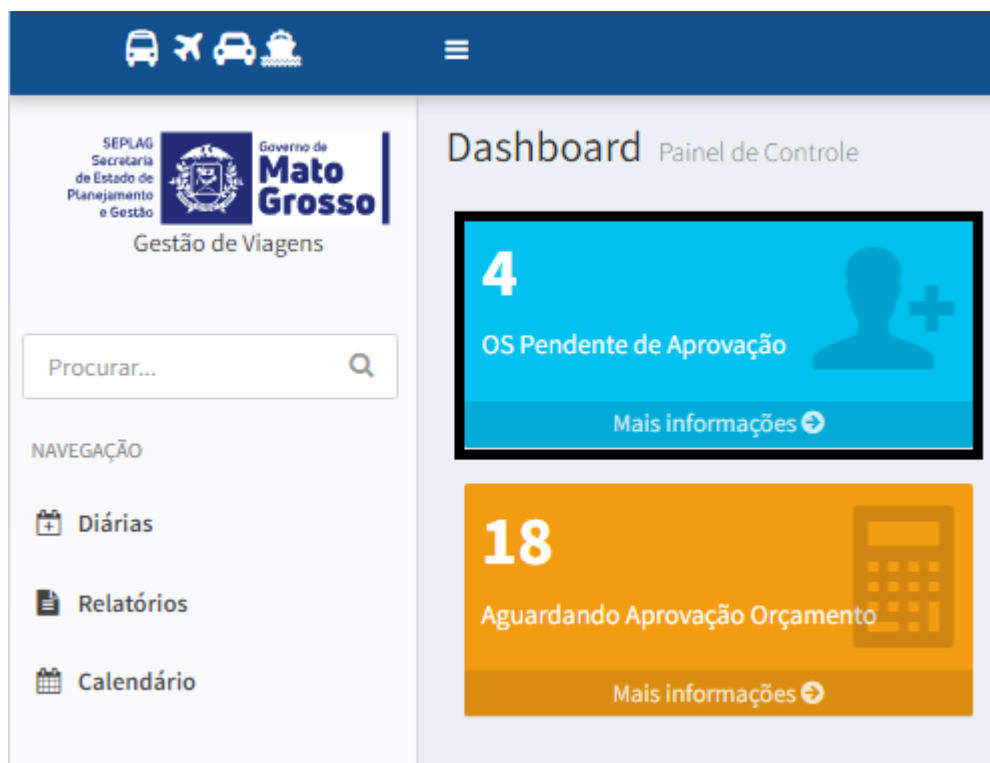 SEPLAG
Secretaria
de Estado de
Planejamento
e Gestão
Governo de
Mato
Grosso
Gestão de Viagens
Procurar...
NAVEGAÇÃO
Diárias
Relatórios
Calendário
Dashboard Painel de Controle
4
OS Pendente de Aprovação
Mais informações
18
Aguardando Aprovação Orçamento
Mais informações